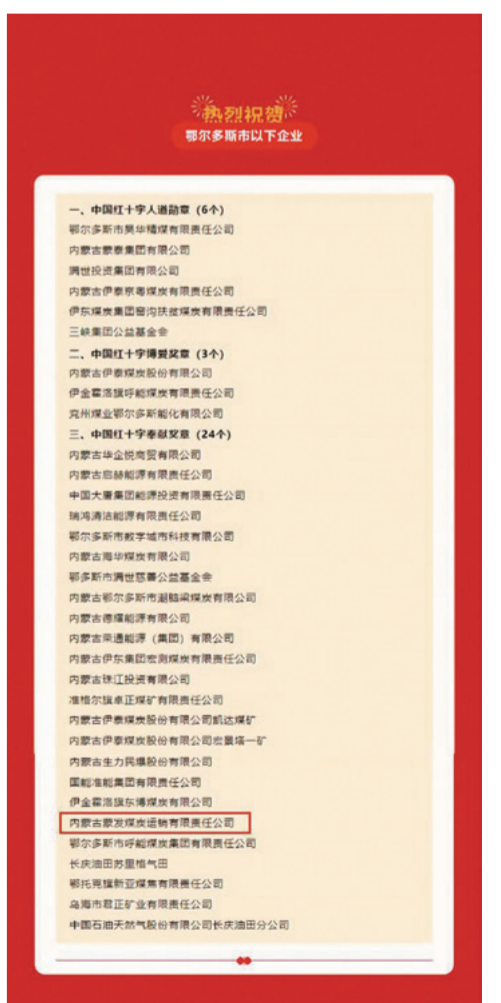 热烈祝贺
鄂尔多斯市以下企业
一、中国红十字人道勋章（6个）
鄂尔多斯市昊华精煤有限责任公司
内蒙古蒙泰集团有限公司
满世投资集团有限公司
内蒙古伊泰京粤煤炭有限责任公司
伊东煤炭集团窑沟扶贫煤炭有限责任公司
三峡集团公益基金会
二、中国红十字博爱奖章（3个）
内蒙古伊泰煤炭股份有限公司
伊金霍洛旗呼能煤炭有限责任公司
兖州煤业鄂尔多斯能化有限公司
三、中国红十字奉献奖章（24个）
内蒙古华企悦商贸有限公司
内蒙古启赫能源有限责任公司
中国大唐集团能源投资有限责任公司
瑞鸿清洁能源有限责任公司
鄂尔多斯市数字城市科技有限公司
内蒙古海华煤炭有限公司
鄂多斯市满世慈善公益基金会
内蒙古鄂尔多斯市潮脑梁煤炭有限公司
内蒙古德熠能源有限公司
内蒙古荣通能源（集团）有限公司
内蒙古伊东集团宏测煤炭有限责任公司
内蒙古珠江投资有限公司
准格尔旗卓正煤矿有限责任公司
内蒙古伊泰煤炭股份有限公司凯达煤矿
内蒙古伊泰煤炭股份有限公司宏景塔一矿
内蒙古生力民爆股份有限公司
国能准能集团有限责任公司
伊金霍洛旗东博煤炭有限公司
内蒙古蒙发煤炭运销有限责任公司
鄂尔多斯市呼能煤炭集团有限责任公司
长庆油田苏里格气田
鄂托克旗新亚煤焦有限责任公司
乌海市君正矿业有限责任公司
中国石油天然气股份有限公司长庆油田分公司